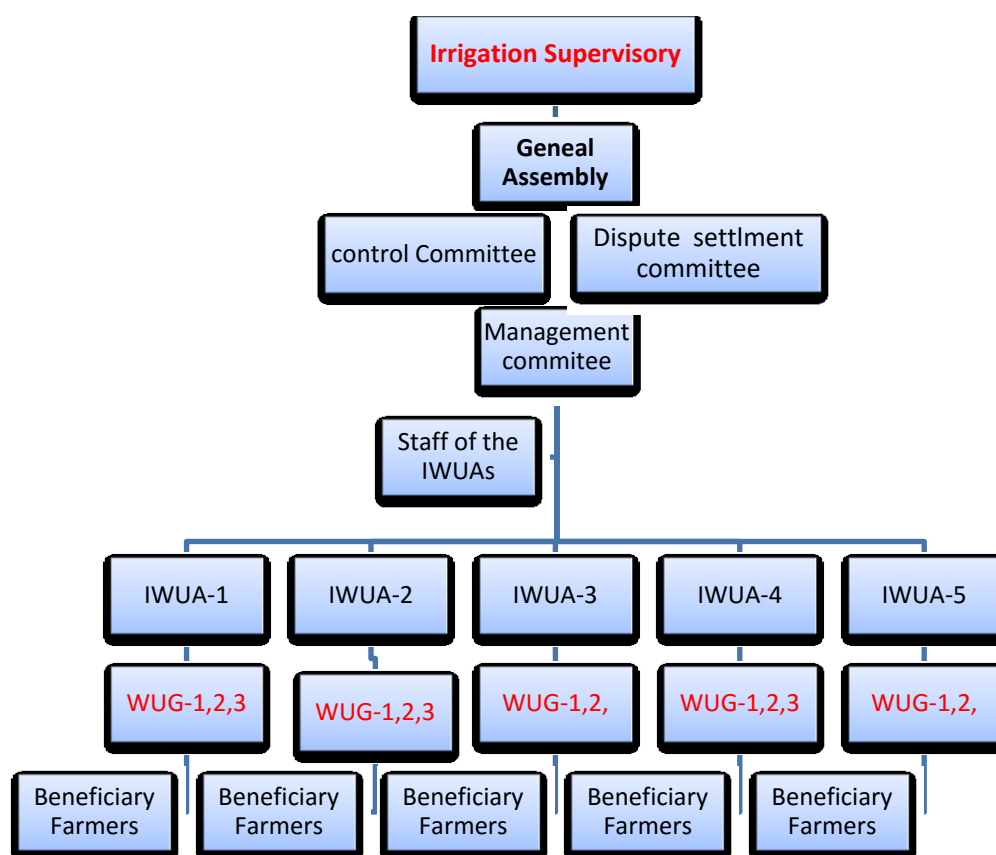 Irrigation Supervisory
Geneal
Assembly
control Committee
Dispute settlment
committee
Management
commitee
Staff of the
IWUAs
IWUA-1
IWUA-2
IWUA-3
IWUA-4
IWUA-5
WUG-1,2,3
WUG-1,2,3
WUG-1,2,
WUG-1,2,3
WUG-1,2,
Beneficiary
Farmers
Beneficiary
Farmers
Beneficiary
Farmers
Beneficiary
Farmers
Beneficiary
Farmers